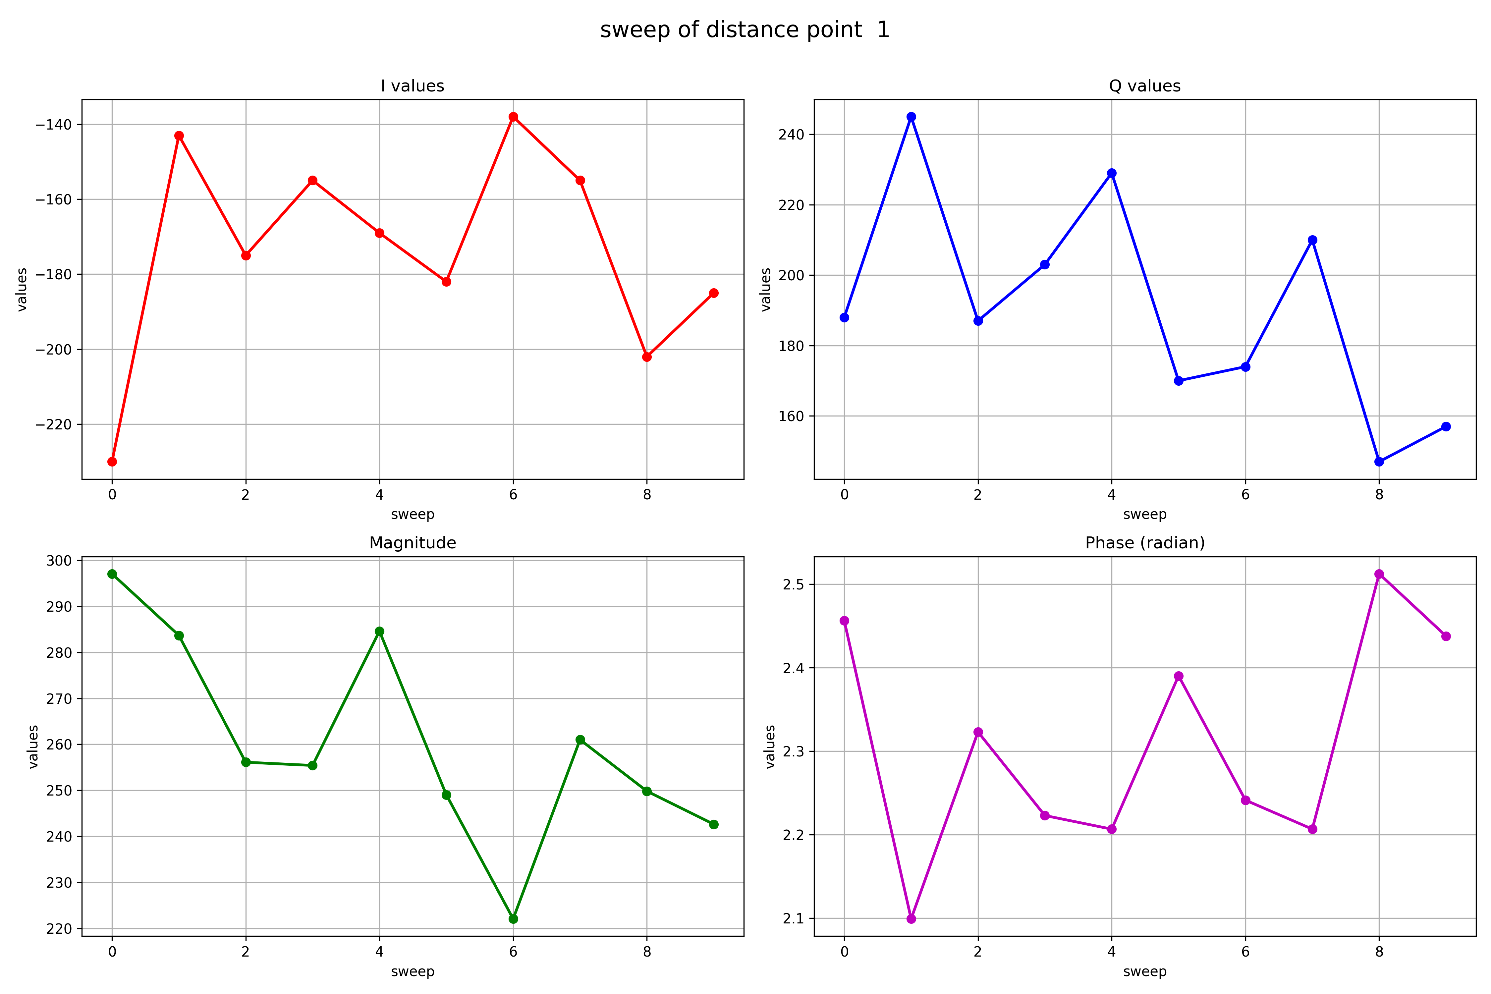 sweep of distance point  1
I values
values
−140
−160
−180
−200
−220
0 2 4 6 8
sweep
Q values
values
240
220
200
180
160
0 2 4 6 8
sweep
Magnitude
values
300
290
280
270
260
250
240
230
220
0 2 4 6 8
sweep
Phase (radian)
values
2.5
2.4
2.3
2.2
2.1
0 2 4 6 8
sweep